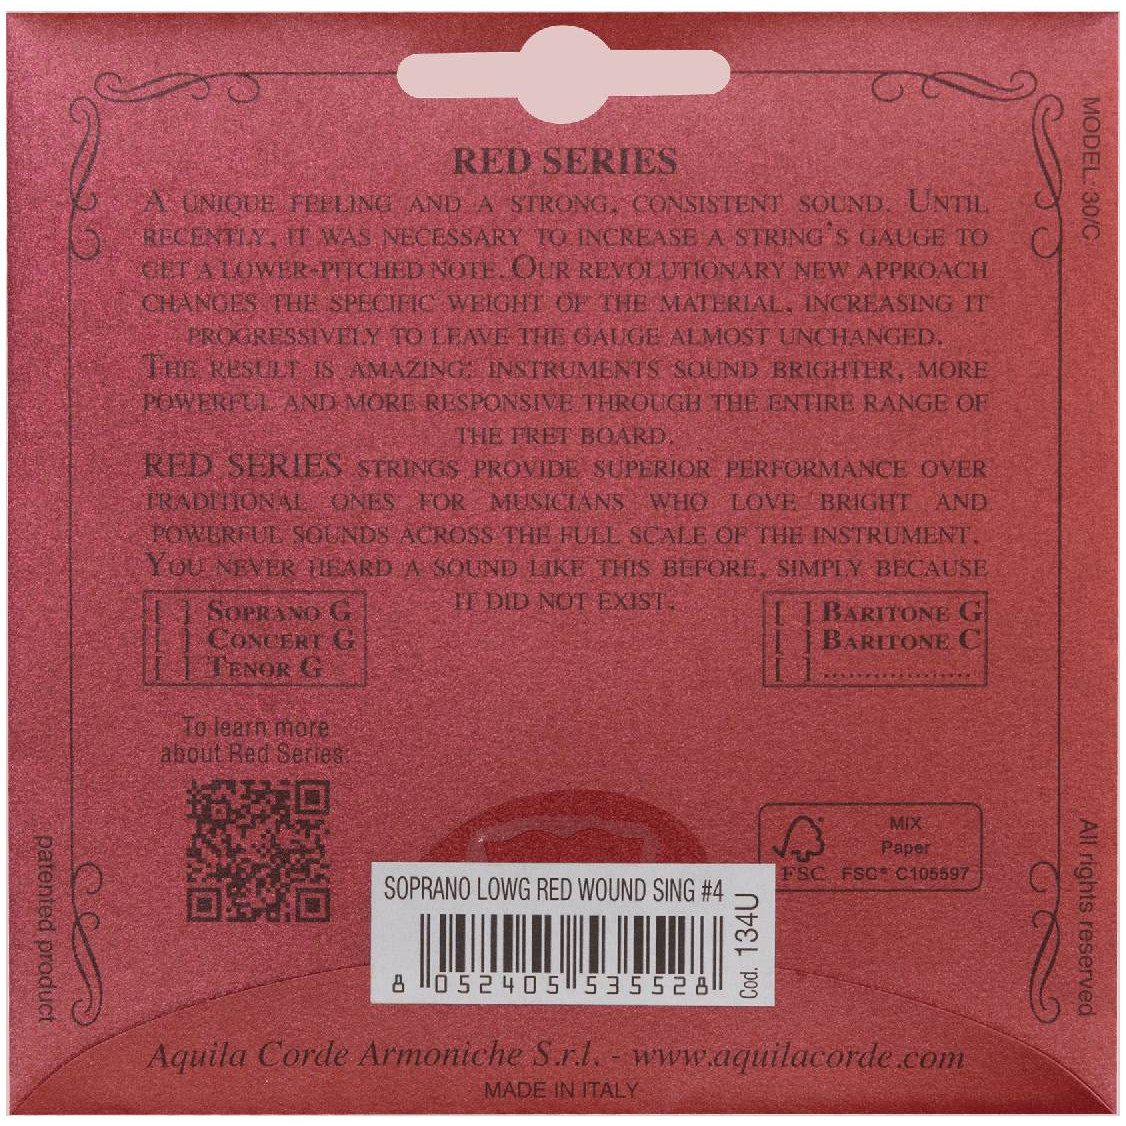 RED SERIES
A UNIQUE FEELING AND A STRONG, CONSISTENT SOUND. UNTIL
RECENTLY, IT WAS NECESSARY TO INCREASE A STRING'S GAUGE TO
GET A LOWER-PITCHED NOTE. OUR REVOLUTIONARY NEW APPROACH
CHANGES THE SPECIFIC WEIGHT OF THE MATERIAL, INCREASING IT
PROGRESSIVELY TO LEAVE THE GAUGE ALMOST UNCHANGED.
THE RESULT IS AMAZING: INSTRUMENTS SOUND BRIGHTER, MORE
POWERFUL AND MORE RESPONSIVE THROUGH THE ENTIRE RANGE OF
THE FRET BOARD.
RED SERIES STRINGS PROVIDE SUPERIOR PERFORMANCE OVER
TRADITIONAL ONES FOR MUSICIANS WHO LOVE BRIGHT AND
POWERFUL SOUNDS ACROSS THE FULL SCALE OF THE INSTRUMENT.
YOU NEVER HEARD A SOUND LIKE THIS BEFORE, SIMPLY BECAUSE
IT DID NOT EXIST.
[ ] SOPRANO G
[ ] CONCERT G
[ ] TENOR G
[ ] BARITONE G
[ ] BARITONE C
[ ] ..................
To learn more
about Red Series:
MIX
Paper
FSC FSC® C105597
SOPRANO LOWG RED WOUND SING #4
8 052405 535528
Cod. 134U
Aquila Corde Armoniche S.r.l. - www.aquilacorde.com
MADE IN ITALY
MODEL 30/C
All rights reserved
patented product